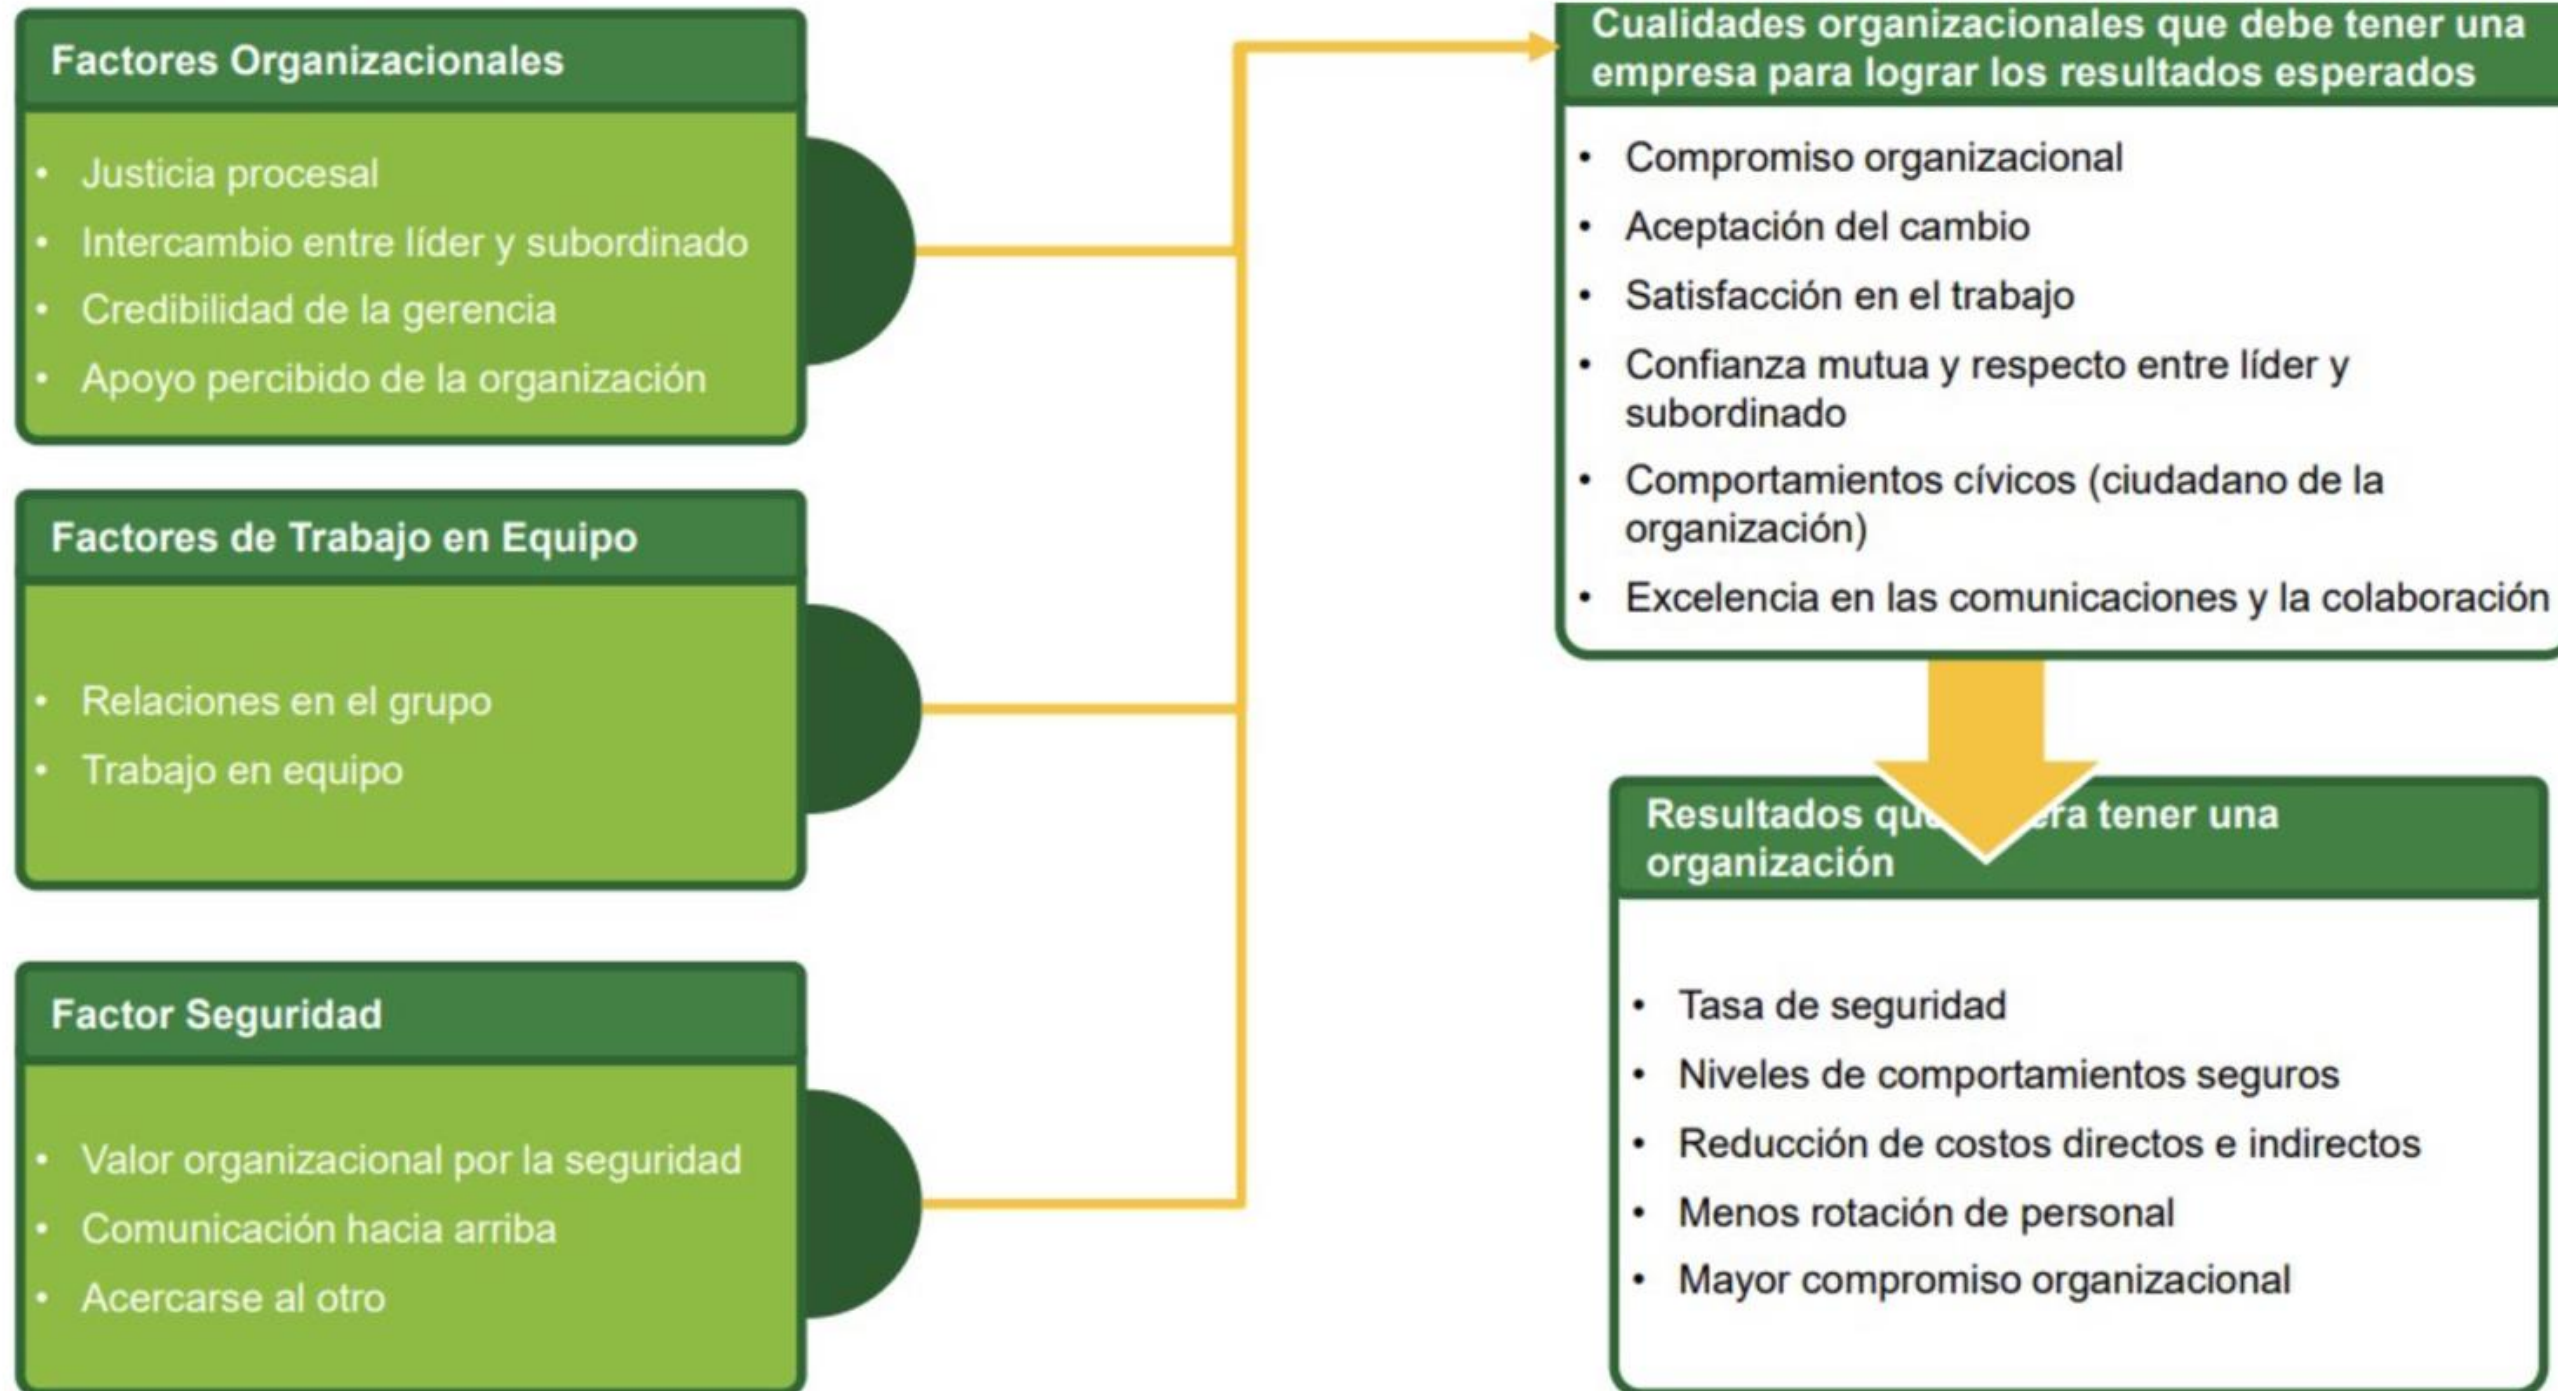 Factores Organizacionales
• Justicia procesal
• Intercambio entre líder y subordinado
• Credibilidad de la gerencia
• Apoyo percibido de la organización
Factores de Trabajo en Equipo
• Relaciones en el grupo
• Trabajo en equipo
Factor Seguridad
• Valor organizacional por la seguridad
• Comunicación hacia arriba
• Acercarse al otro
Cualidades organizacionales que debe tener una
empresa para lograr los resultados esperados
• Compromiso organizacional
• Aceptación del cambio
• Satisfacción en el trabajo
• Confianza mutua y respecto entre líder y
subordinado
• Comportamientos cívicos (ciudadano de la
organización)
• Excelencia en las comunicaciones y la colaboración
Resultados tener una
organización
• Tasa de seguridad
• Niveles de comportamientos seguros
• Reducción de costos directos e indirectos
• Menos rotación de personal
• Mayor compromiso organizacional